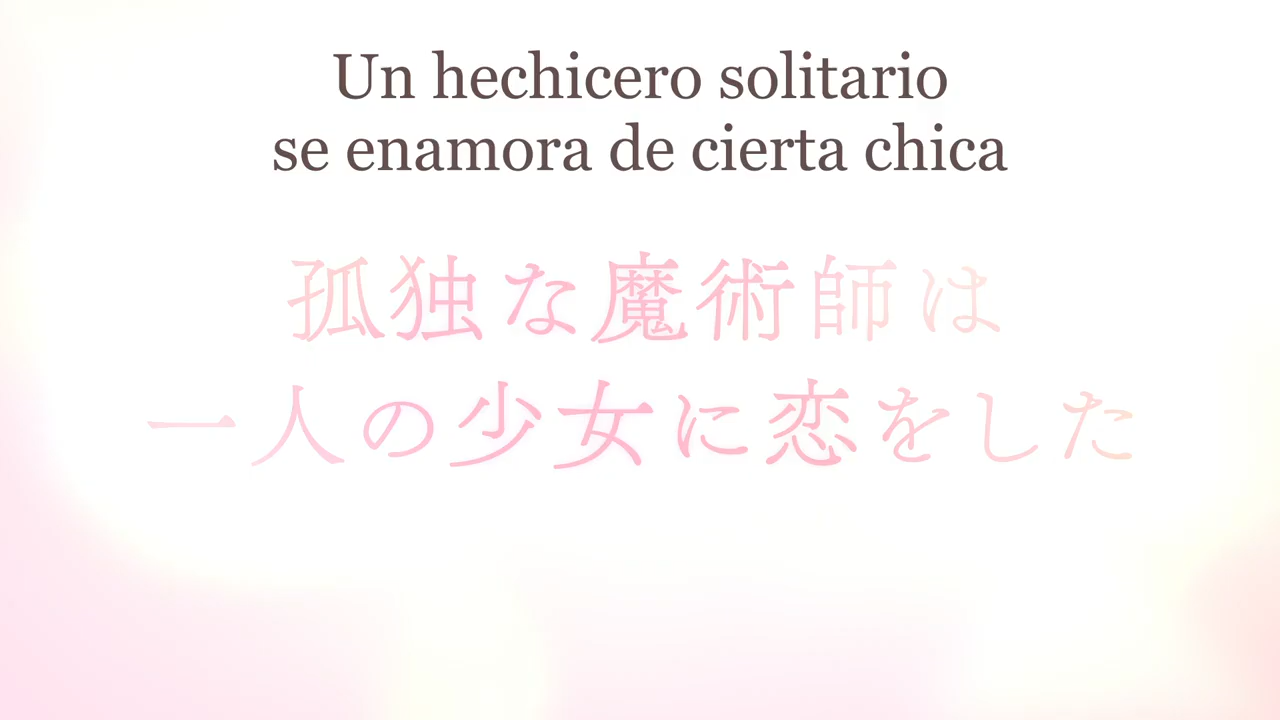 Un hechicero solitario
se enamora de cierta chica
孤独な魔術師は
一人の少女に恋をした